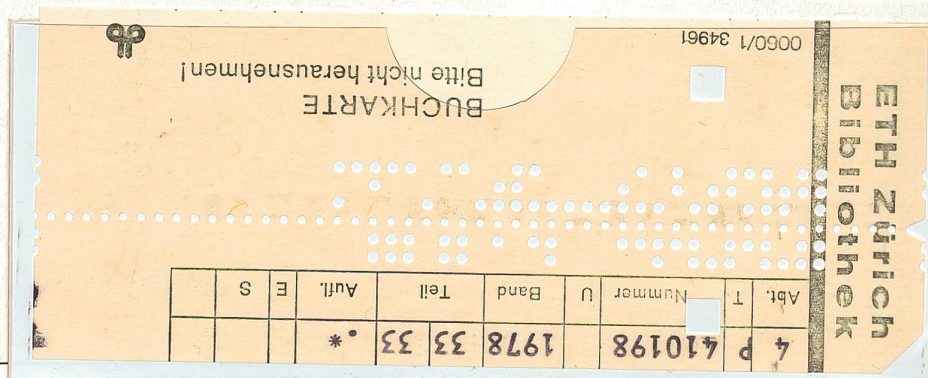 4 P 410198 1978 33 33 .*
Abt. T Nummer U Band Teil Aufl. E S
BUCHKARTE
Bitte nicht herausnehmen!
0060/1 34961
ETH Zürich
Bibliothek